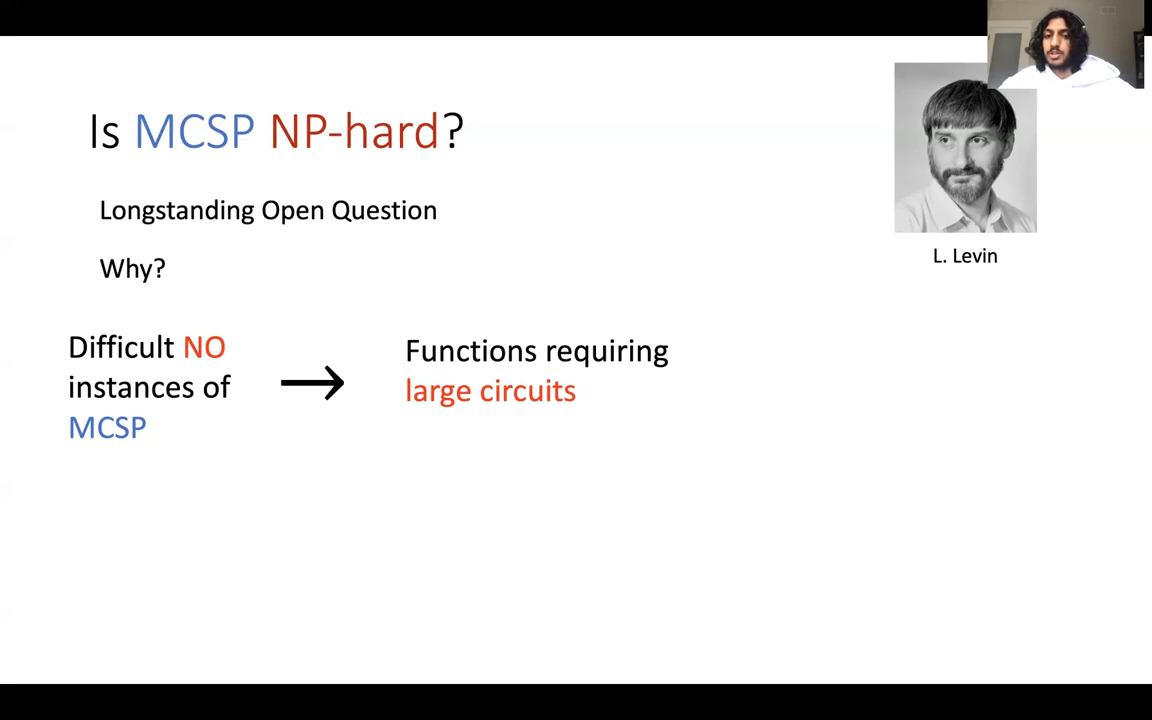 Is MCSP NP-hard?
Longstanding Open Question
Why?
L. Levin
Difficult NO
instances of
MCSP
→
Functions requiring
large circuits